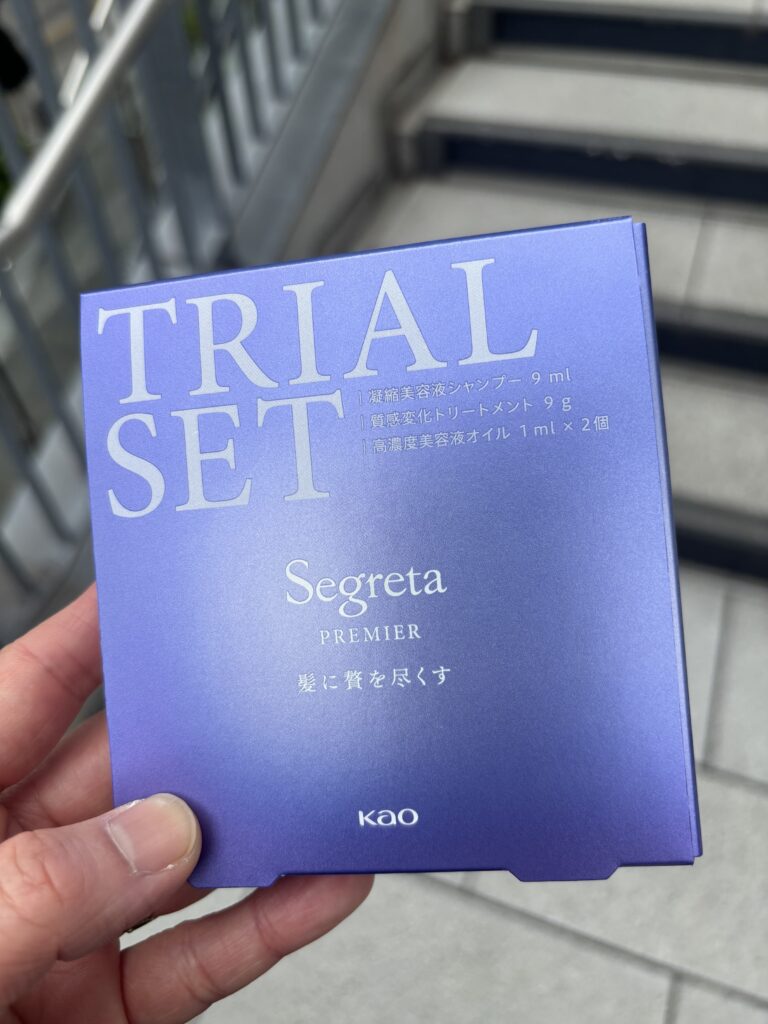 TRIAL
SET
凝縮美容液シャンプー 9 ml
質感変化トリートメント 9 g
高濃度美容液オイル 1ml × 2個
Segreta
PREMIER
髪に贅を尽くす
Kao